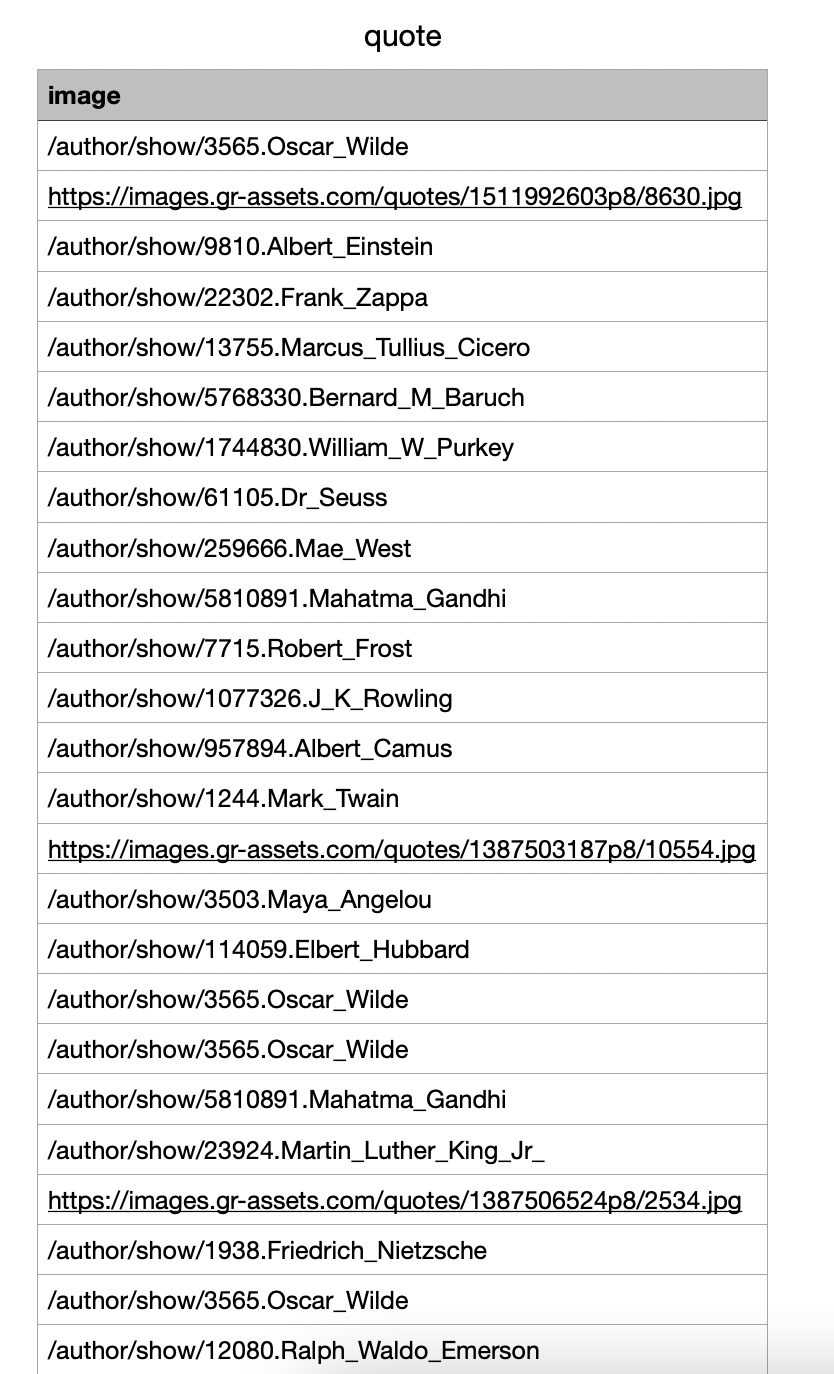 quote
image
/author/show/3565.Oscar_Wilde
https://images.gr-assets.com/quotes/1511992603p8/8630.jpg
/author/show/9810.Albert_Einstein
/author/show/22302.Frank_Zappa
/author/show/13755.Marcus_Tullius_Cicero
/author/show/5768330.Bernard_M_Baruch
/author/show/1744830.William_W_Purkey
/author/show/61105.Dr_Seuss
/author/show/259666.Mae_West
/author/show/5810891.Mahatma_Gandhi
/author/show/7715.Robert_Frost
/author/show/1077326.J_K_Rowling
/author/show/957894.Albert_Camus
/author/show/1244.Mark_Twain
https://images.gr-assets.com/quotes/1387503187p8/10554.jpg
/author/show/3503.Maya_Angelou
/author/show/114059.Elbert_Hubbard
/author/show/3565.Oscar_Wilde
/author/show/3565.Oscar_Wilde
/author/show/5810891.Mahatma_Gandhi
/author/show/23924.Martin_Luther_King_Jr_
https://images.gr-assets.com/quotes/1387506524p8/2534.jpg
/author/show/1938.Friedrich_Nietzsche
/author/show/3565.Oscar_Wilde
/author/show/12080.Ralph_Waldo_Emerson